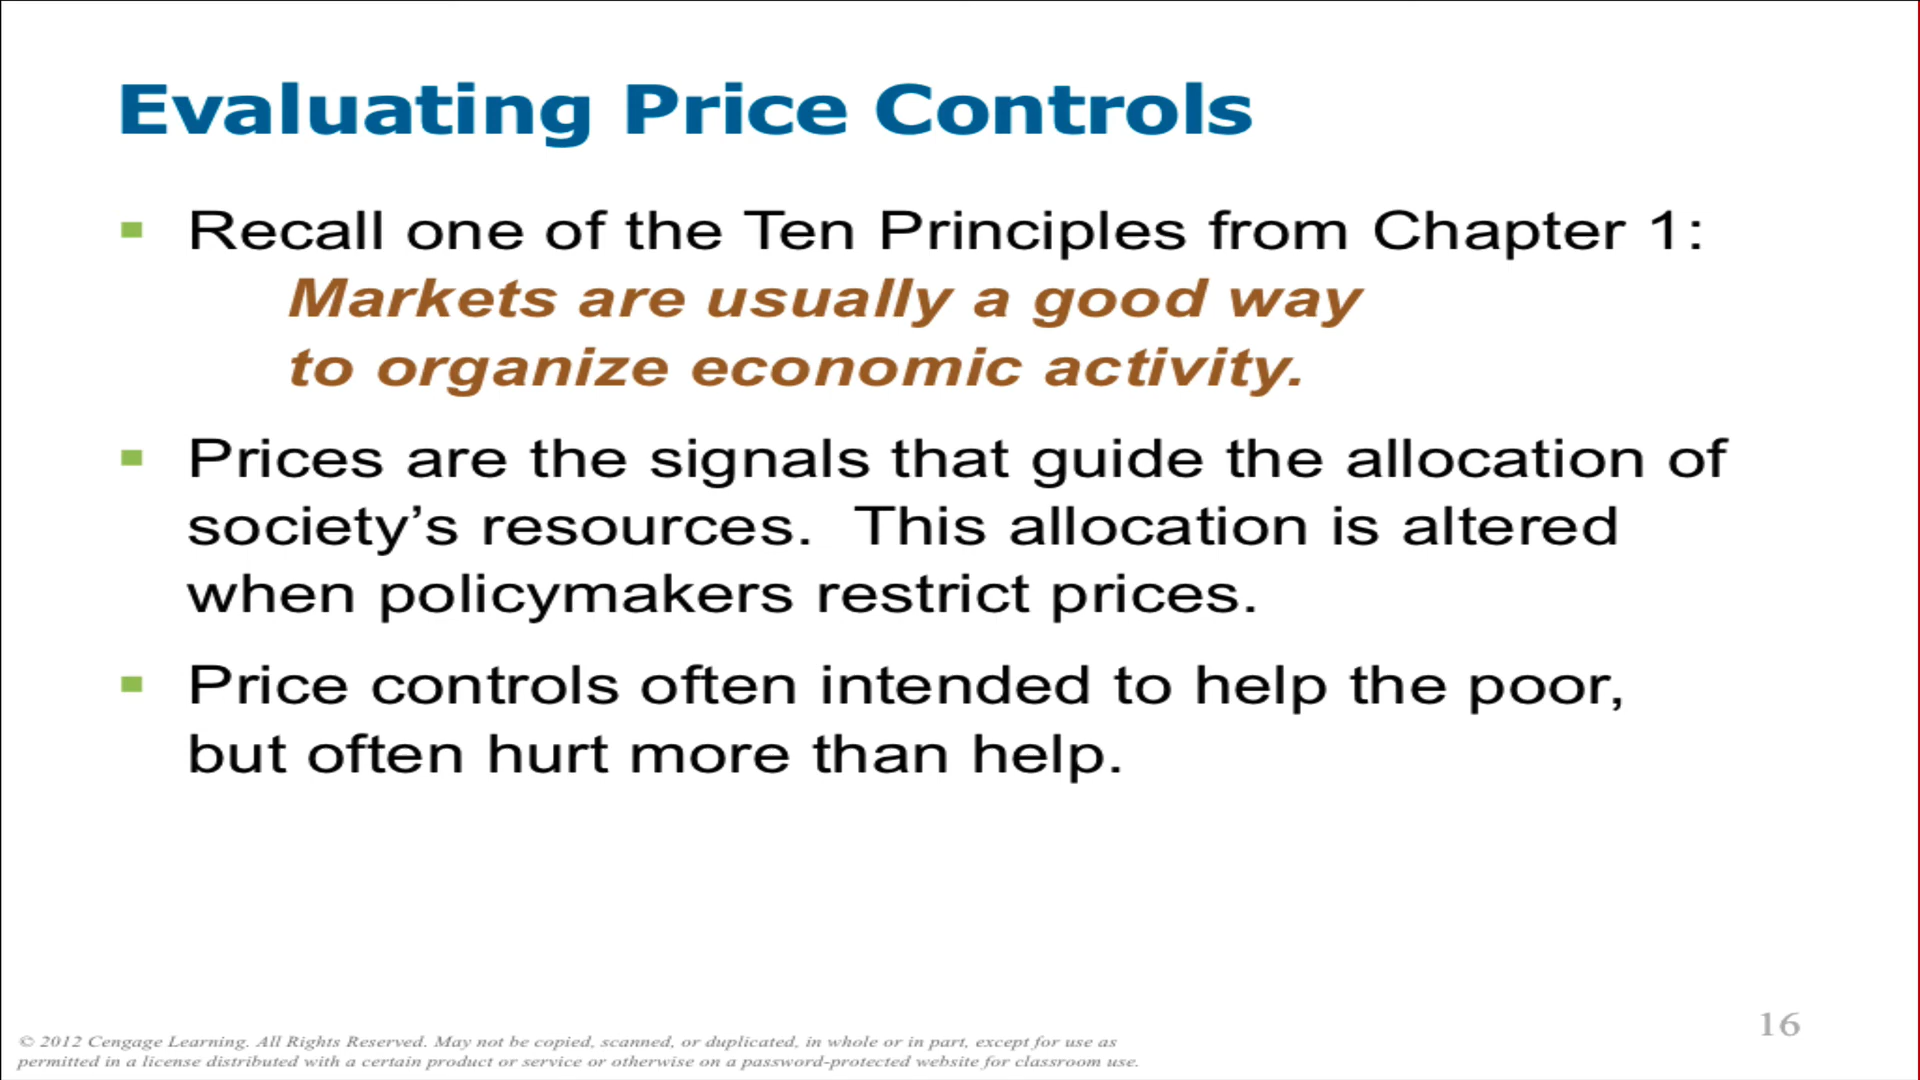 Evaluating Price Controls
Recall one of the Ten Principles from Chapter 1:
Markets are usually a good way
to organize economic activity.
Prices are the signals that guide the allocation of
society’s resources.  This allocation is altered
when policymakers restrict prices.
Price controls often intended to help the poor,
but often hurt more than help.
16
© 2012 Cengage Learning. All Rights Reserved. May not be copied, scanned, or duplicated, in whole or in part, except for use as
permitted in a license distributed with a certain product or service or otherwise on a password-protected website for classroom use.